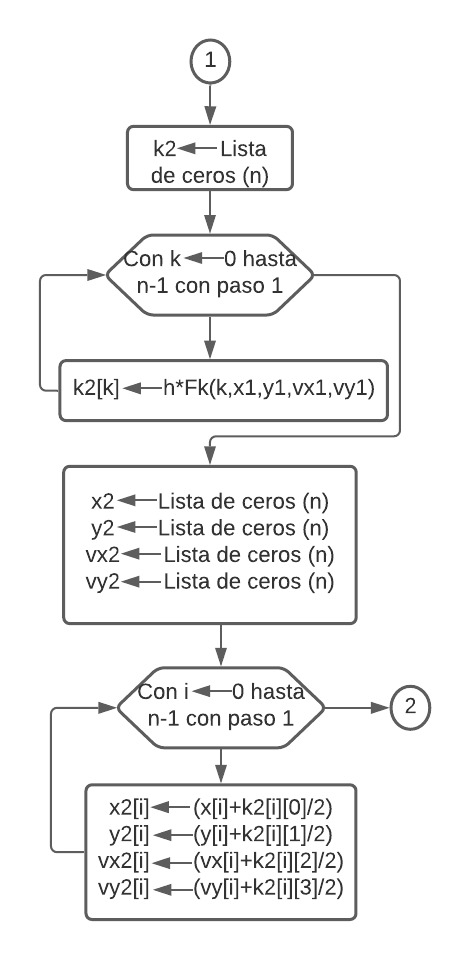 1
k2 ← Lista
de ceros (n)
Con k ← 0 hasta
n-1 con paso 1
k2[k] ← h*Fk(k,x1,y1,vx1,vy1)
x2 ← Lista de ceros (n)
y2 ← Lista de ceros (n)
vx2 ← Lista de ceros (n)
vy2 ← Lista de ceros (n)
Con i ← 0 hasta
n-1 con paso 1
2
x2[i] ← (x[i]+k2[i][0]/2)
y2[i] ← (y[i]+k2[i][1]/2)
vx2[i] ← (vx[i]+k2[i][2]/2)
vy2[i] ← (vy[i]+k2[i][3]/2)